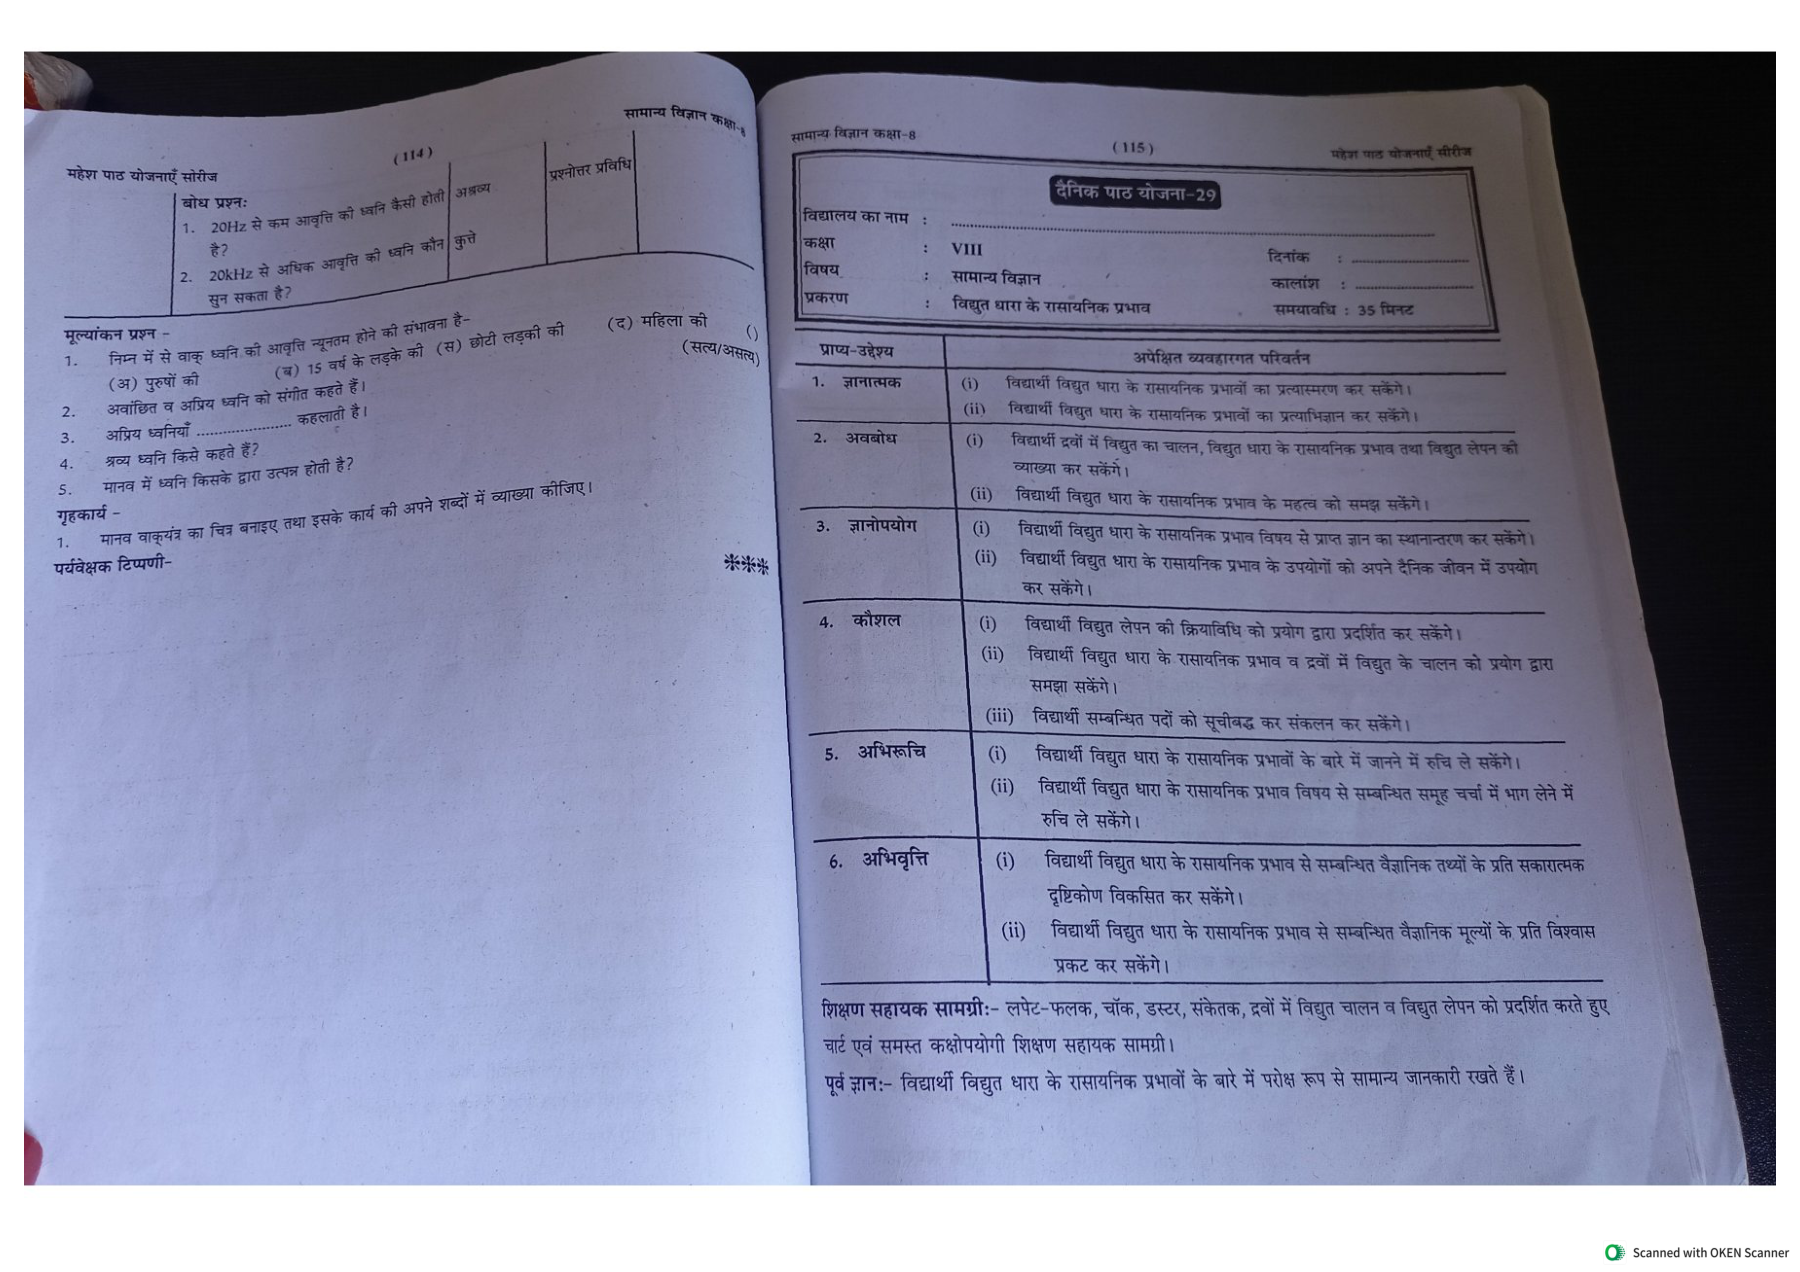 सामान्य विज्ञान कक्षा-8
महेश पाठ योजनाएँ सीरीज
(114)
बोध प्रश्नः
1. 20Hz से कम आवृत्ति की ध्वनि कैसी होती है?
अश्रव्य
प्रश्नोत्तर प्रविधि
2. 20kHz से अधिक आवृत्ति की ध्वनि कौन सुन सकता है?
कुत्ते
मूल्यांकन प्रश्न –
1. निम्न में से वाक् ध्वनि की आवृत्ति न्यूनतम होने की संभावना है–
()
(अ) पुरुषों की (ब) 15 वर्ष के लड़के की (स) छोटी लड़की की (द) महिला की
2. अवांछित व अप्रिय ध्वनि को संगीत कहते हैं। (सत्य/असत्य)
3. अप्रिय ध्वनियाँ ..................... कहलाती है।
4. श्रव्य ध्वनि किसे कहते हैं?
5. मानव में ध्वनि किसके द्वारा उत्पन्न होती है?
गृहकार्य –
1. मानव वाक्‌यंत्र का चित्र बनाइए तथा इसके कार्य की अपने शब्दों में व्याख्या कीजिए।
पर्यवेक्षक टिप्पणी–
***
सामान्य विज्ञान कक्षा-8
(115)
महेश पाठ योजनाएँ सीरीज
दैनिक पाठ योजना-29
विद्यालय का नाम : ....................
कक्षा : VIII
दिनांक : ....................
विषय : सामान्य विज्ञान
कालांश : ....................
प्रकरण : विद्युत धारा के रासायनिक प्रभाव
समयावधि : 35 मिनट
प्राप्य-उद्देश्य
अपेक्षित व्यवहारगत परिवर्तन
1. ज्ञानात्मक
(i) विद्यार्थी विद्युत धारा के रासायनिक प्रभावों का प्रत्यास्मरण कर सकेंगे।
(ii) विद्यार्थी विद्युत धारा के रासायनिक प्रभावों का प्रत्याभिज्ञान कर सकेंगे।
2. अवबोध
(i) विद्यार्थी द्रवों में विद्युत का चालन, विद्युत धारा के रासायनिक प्रभाव तथा विद्युत लेपन की
व्याख्या कर सकेंगे।
(ii) विद्यार्थी विद्युत धारा के रासायनिक प्रभाव के महत्व को समझ सकेंगे।
3. ज्ञानोपयोग
(i) विद्यार्थी विद्युत धारा के रासायनिक प्रभाव विषय से प्राप्त ज्ञान का स्थानान्तरण कर सकेंगे।
(ii) विद्यार्थी विद्युत धारा के रासायनिक प्रभाव के उपयोगों को अपने दैनिक जीवन में उपयोग
कर सकेंगे।
4. कौशल
(i) विद्यार्थी विद्युत लेपन की क्रियाविधि को प्रयोग द्वारा प्रदर्शित कर सकेंगे।
(ii) विद्यार्थी विद्युत धारा के रासायनिक प्रभाव व द्रवों में विद्युत के चालन को प्रयोग द्वारा
समझा सकेंगे।
(iii) विद्यार्थी सम्बन्धित पदों को सूचीबद्ध कर संकलन कर सकेंगे।
5. अभिरूचि
(i) विद्यार्थी विद्युत धारा के रासायनिक प्रभावों के बारे में जानने में रुचि ले सकेंगे।
(ii) विद्यार्थी विद्युत धारा के रासायनिक प्रभाव विषय से सम्बन्धित समूह चर्चा में भाग लेने में
रुचि ले सकेंगे।
6. अभिवृत्ति
(i) विद्यार्थी विद्युत धारा के रासायनिक प्रभाव से सम्बन्धित वैज्ञानिक तथ्यों के प्रति सकारात्मक
दृष्टिकोण विकसित कर सकेंगे।
(ii) विद्यार्थी विद्युत धारा के रासायनिक प्रभाव से सम्बन्धित वैज्ञानिक मूल्यों के प्रति विश्वास
प्रकट कर सकेंगे।
शिक्षण सहायक सामग्रीः– लपेट-फलक, चॉक, डस्टर, संकेतक, द्रवों में विद्युत चालन व विद्युत लेपन को प्रदर्शित करते हुए
चार्ट एवं समस्त कक्षोपयोगी शिक्षण सहायक सामग्री।
पूर्व ज्ञानः– विद्यार्थी विद्युत धारा के रासायनिक प्रभावों के बारे में परोक्ष रूप से सामान्य जानकारी रखते हैं।
Scanned with OKEN Scanner